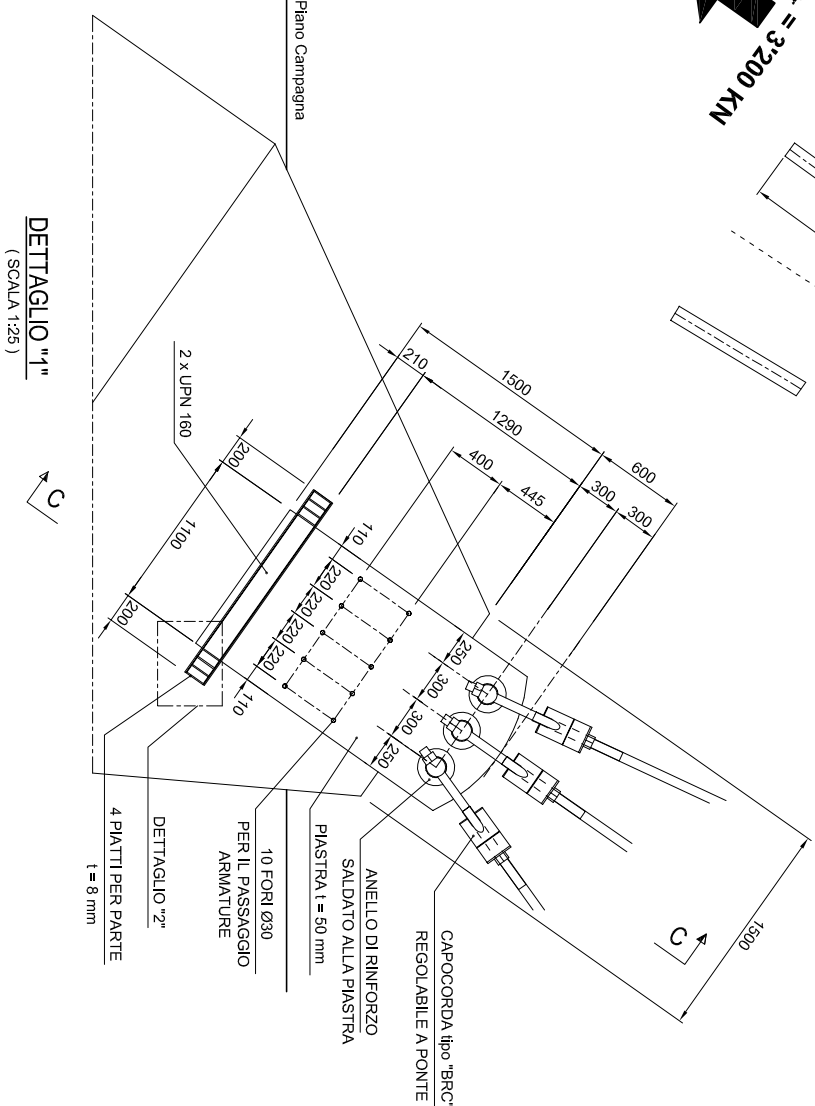 = 3'200 KN
Piano Campagna
DETTAGLIO "1"
( SCALA 1:25 )
2 x UPN 160
C
210
1500
1290
400
445
600
300
300
200
1100
200
110
220
220
220
220
110
250
300
300
250
1500
C
CAPOCORDA tipo "BRC"
REGOLABILE A PONTE
ANELLO DI RINFORZO
SALDATO ALLA PIASTRA
PIASTRA t = 50 mm
10 FORI Ø30
PER IL PASSAGGIO
ARMATURE
DETTAGLIO "2"
4 PIATTI PER PARTE
t = 8 mm